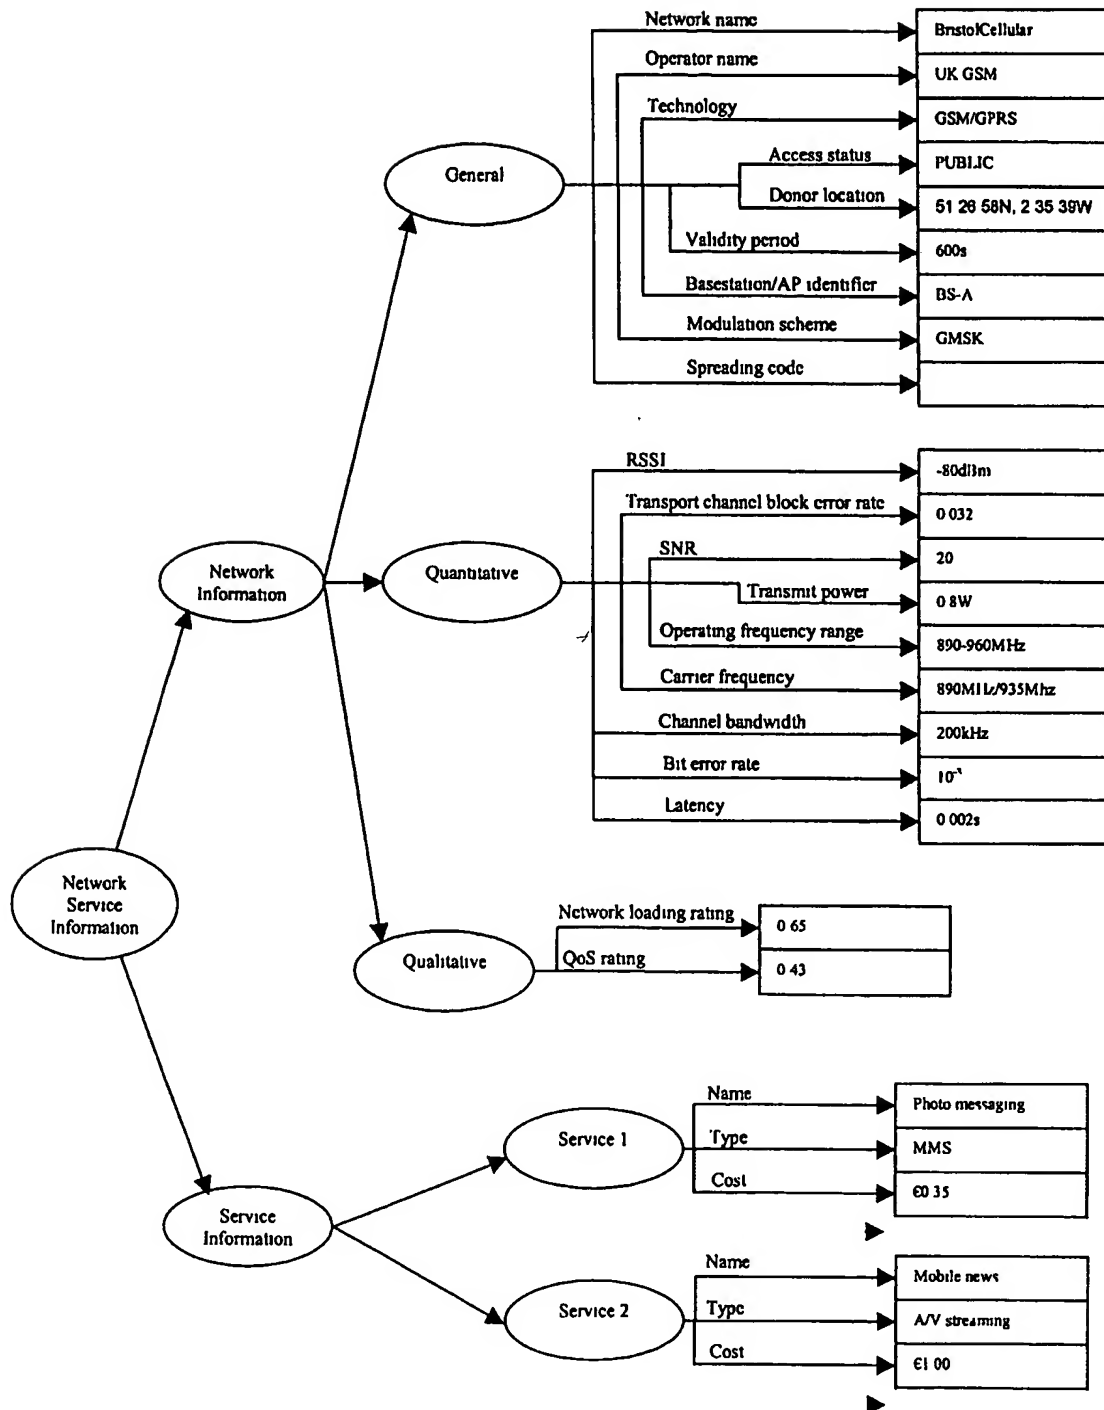 Network name
BristolCellular
Operator name
UK GSM
Technology
GSM/GPRS
General
Access status
PUBLIC
Donor location
51 26 58N, 2 35 39W
Validity period
600s
Basestation/AP identifier
BS-A
Modulation scheme
GMSK
Spreading code
RSSI
-80dBm
Transport channel block error rate
0 032
SNR
20
Network
Information
Quantitative
Transmit power
0 8W
Operating frequency range
890-960MHz
Carrier frequency
890MHz/935Mhz
Channel bandwidth
200kHz
Bit error rate
Latency
0 002s
Network
Service
Information
Network loading rating
0 65
Qualitative
QoS rating
0 43
Name
Photo messaging
Service 1
Type
MMS
Cost
€0 35
Service
Information
Name
Mobile news
Service 2
Type
A/V streaming
Cost
€1 00